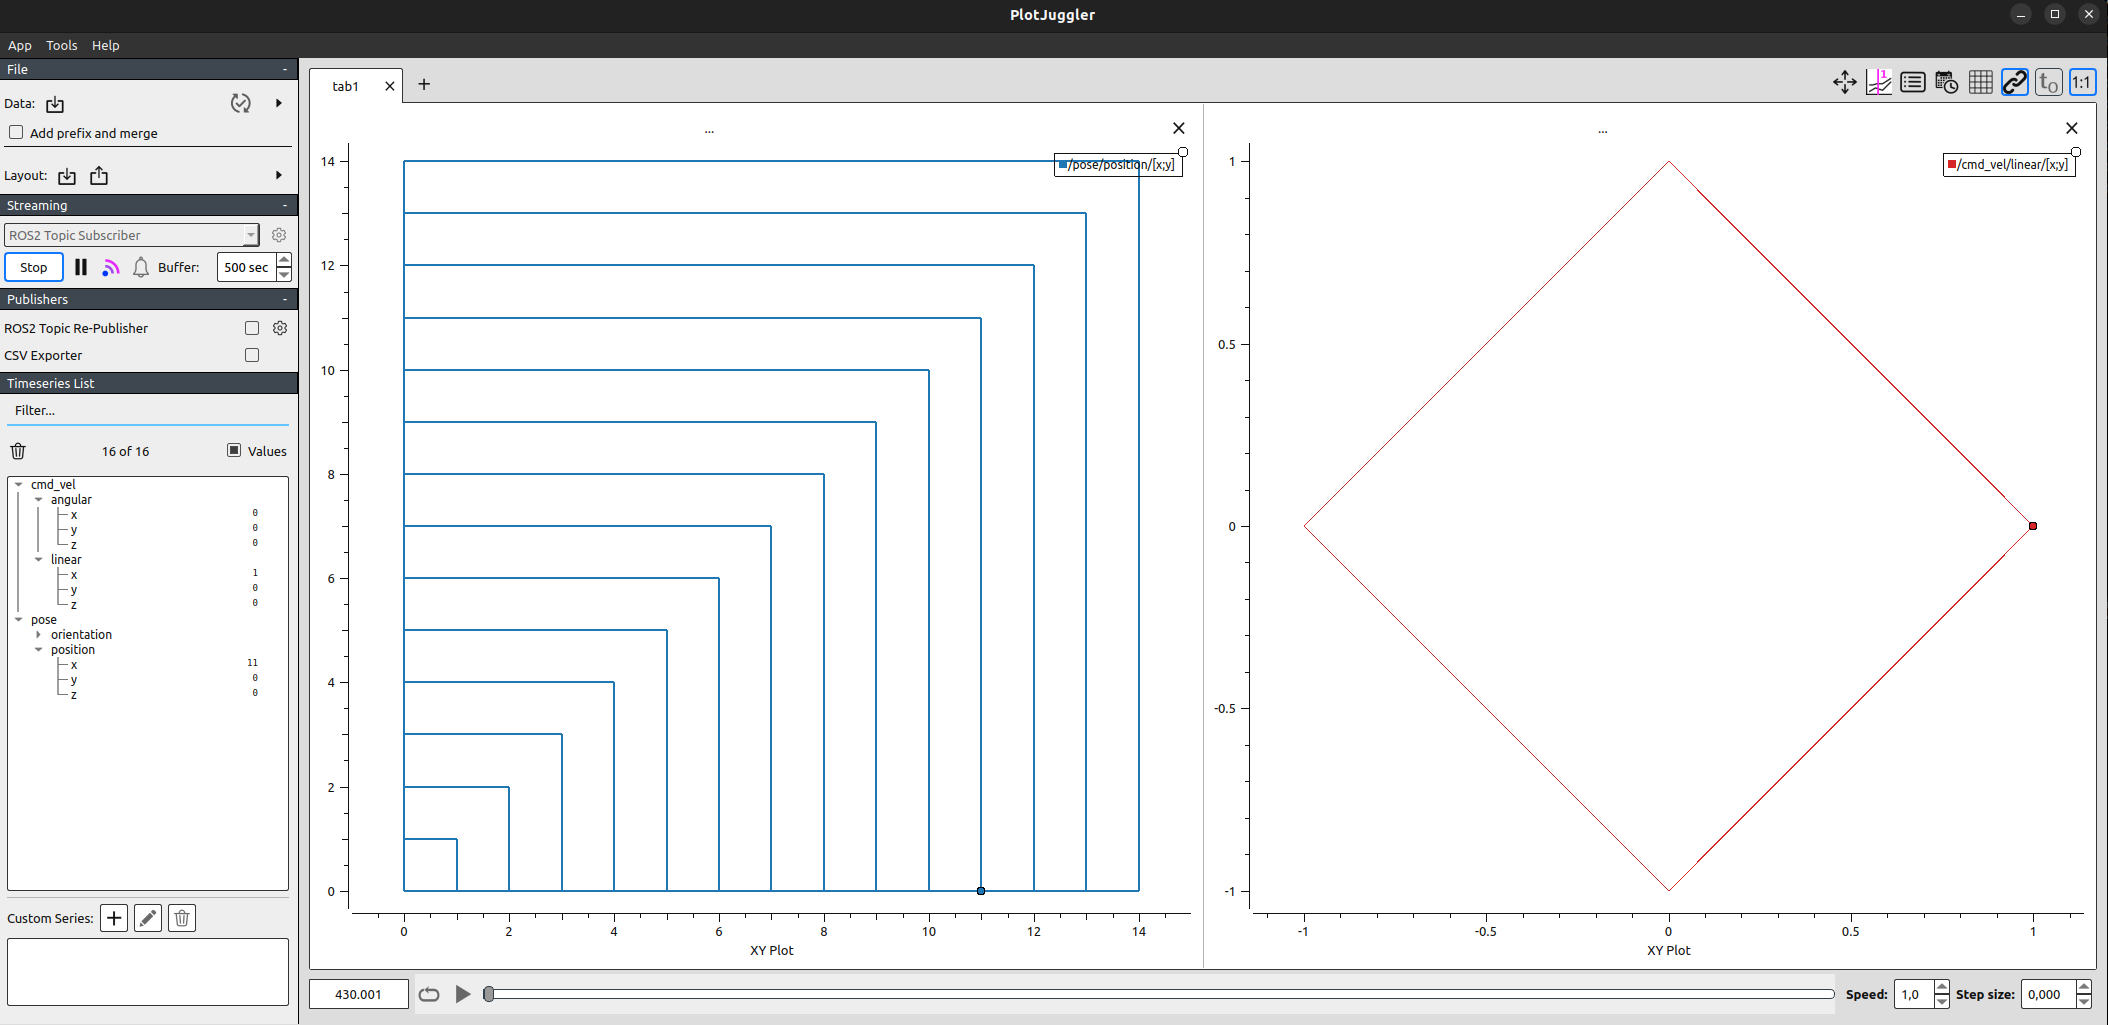 PlotJuggler
App Tools Help
File -
Data:
Add prefix and merge
Layout:
Streaming -
ROS2 Topic Subscriber
Stop Buffer: 500 sec
Publishers -
ROS2 Topic Re-Publisher
CSV Exporter
Timeseries List
Filter...
16 of 16 Values
cmd_vel
angular
x 0
y 0
z 0
linear
x 1
y 0
z 0
pose
orientation
position
x 11
y 0
z 0
Custom Series:
tab1
1
t0 1:1
...
/pose/position/[x;y]
14
12
10
8
6
4
2
0
0 2 4 6 8 10 12 14
XY Plot
...
/cmd_vel/linear/[x;y]
1
0.5
0
-0.5
-1
-1 -0.5 0 0.5 1
XY Plot
430.001 Speed: 1,0 Step size: 0,000